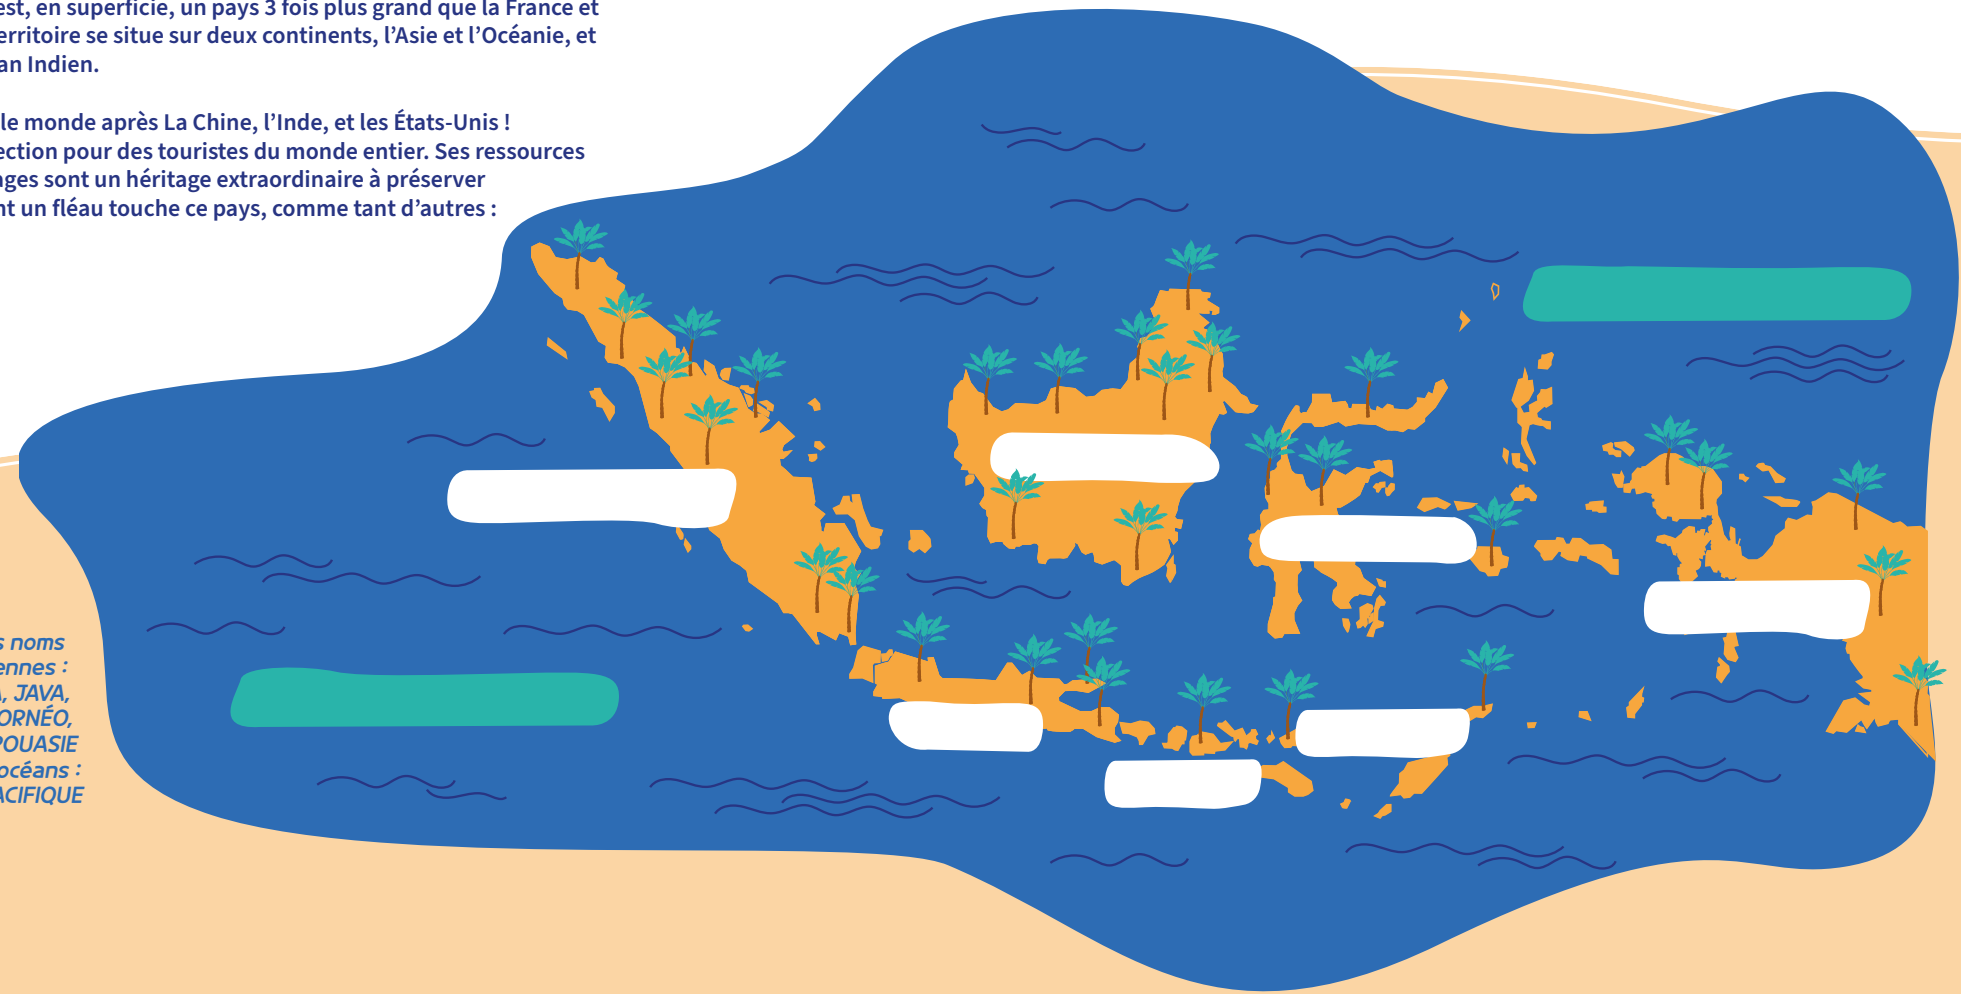 est, en superficie, un pays 3 fois plus grand que la France et
erritoire se situe sur deux continents, l’Asie et l’Océanie, et
an Indien.
le monde après La Chine, l’Inde, et les États-Unis !
ection pour des touristes du monde entier. Ses ressources
ages sont un héritage extraordinaire à préserver
nt un fléau touche ce pays, comme tant d’autres :
s noms
ennes :
, JAVA,
ORNÉO,
POUASIE
océans :
ACIFIQUE